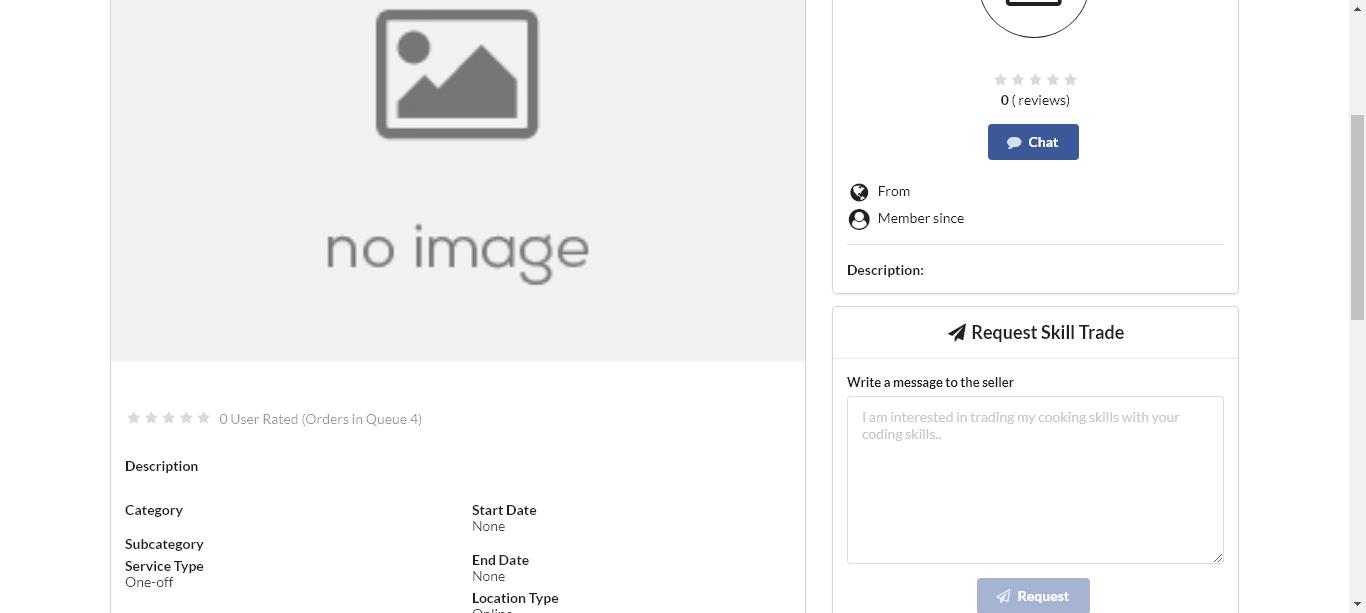 no image
0 User Rated (Orders in Queue 4)
Description
Category
Subcategory
Service Type
One-off
Start Date
None
End Date
None
Location Type
Online
0 ( reviews)
Chat
From
Member since
Description:
Request Skill Trade
Write a message to the seller
I am interested in trading my cooking skills with your
coding skills..
Request